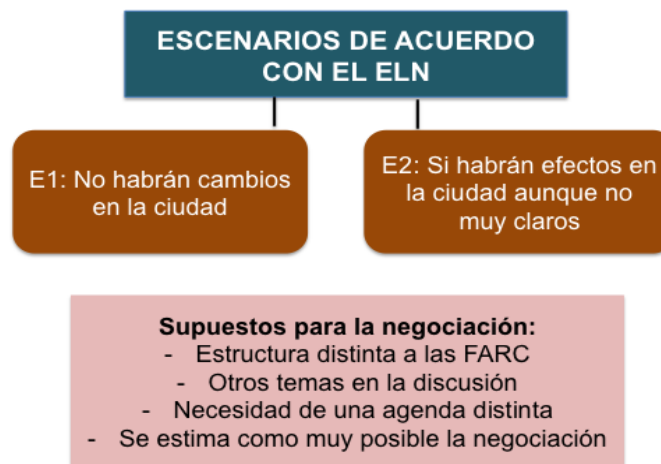 ESCENARIOS DE ACUERDO
CON EL ELN
E1: No habrán cambios
en la ciudad
E2: Si habrán efectos en
la ciudad aunque no
muy claros
Supuestos para la negociación:
- Estructura distinta a las FARC
- Otros temas en la discusión
- Necesidad de una agenda distinta
- Se estima como muy posible la negociación